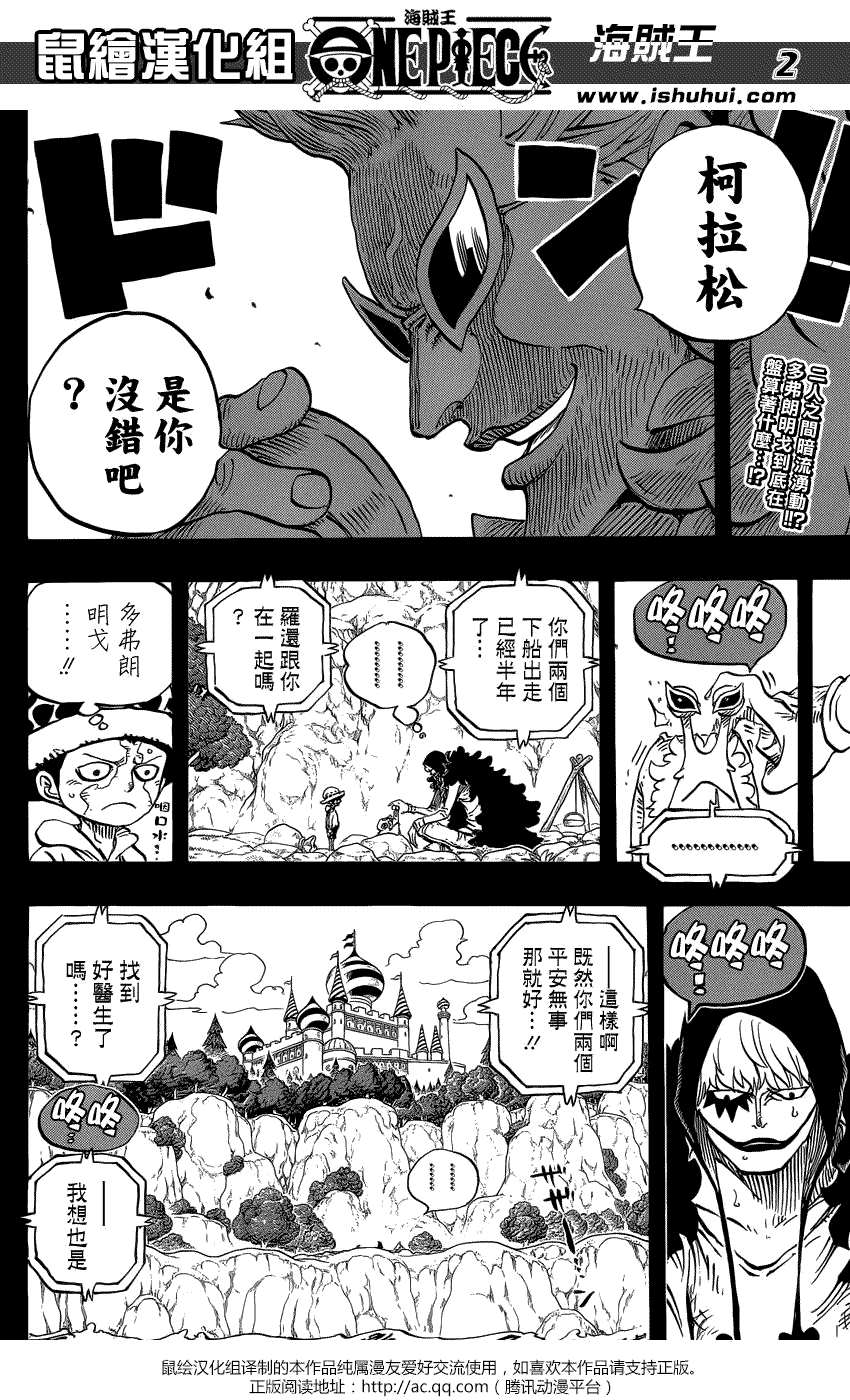 鼠繪漢化組
海賊王
ONE PIECE
海賊王
2
www.ishuhui.com
柯拉松
二人之間暗流湧動!!?
多弗朗明戈到底在
盤算著什麼…!?
ド
ン
!!
是你
沒錯吧
?
咚咚咚
…………
你們兩個
下船出走
已經半年
了…
………
羅還跟你
在一起嗎
?
多弗朗
明戈
……!!
咽口水…
咚咚咚
——這樣啊
既然你們兩個
平安無事
那就好…!!
……
找到
好醫生了
嗎……?
咚咚
——
我想也是
鼠绘汉化组译制的本作品纯属漫友爱好交流使用，如喜欢本作品请支持正版。
正版阅读地址：http://ac.qq.com（腾讯动漫平台）